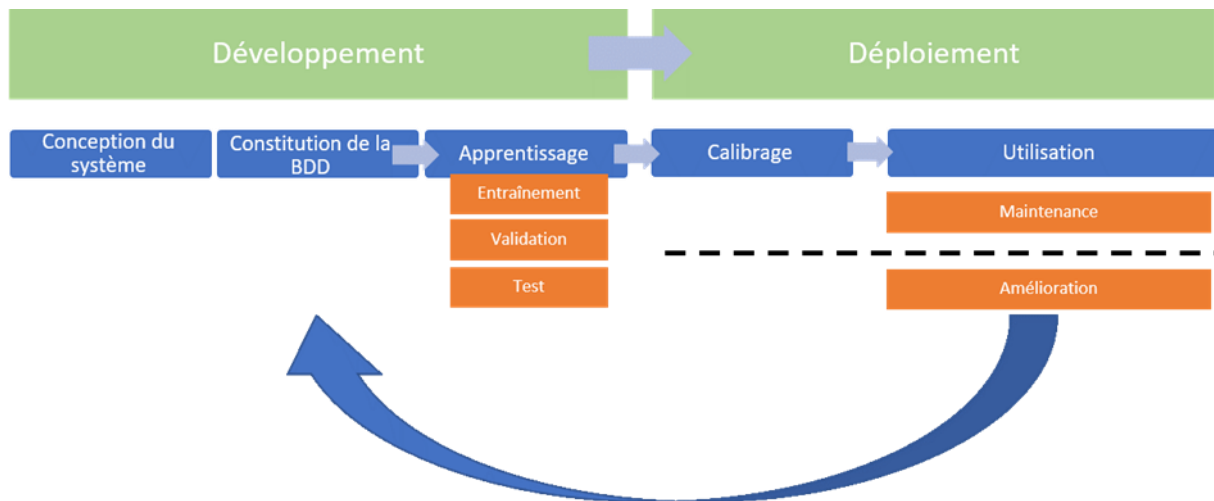 Développement
Déploiement
Conception du
système
Constitution de la
BDD
Apprentissage
Calibrage
Utilisation
Entraînement
Validation
Test
Maintenance
Amélioration